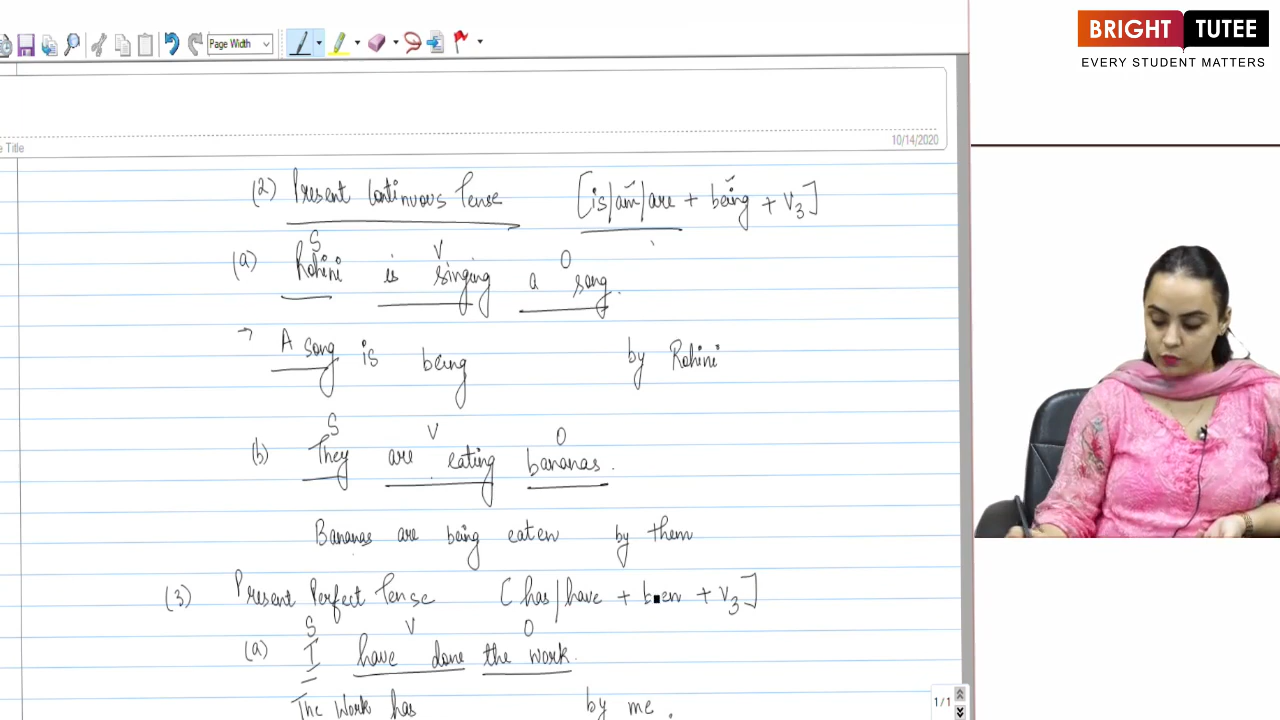 BRIGHT TUTEE
EVERY STUDENT MATTERS
Page Width
e Title
10/14/2020
(2) Present Continuous Tense [is|am|are + being + V3]
S V O
(a) Rohini is singing a song.
→ A song is being by Rohini
S V O
(b) They are eating bananas.
Bananas are being eaten by them
(3) Present Perfect Tense [has|have + been + V3]
S V O
(a) I have done the work.
The Work has by me.
1/1